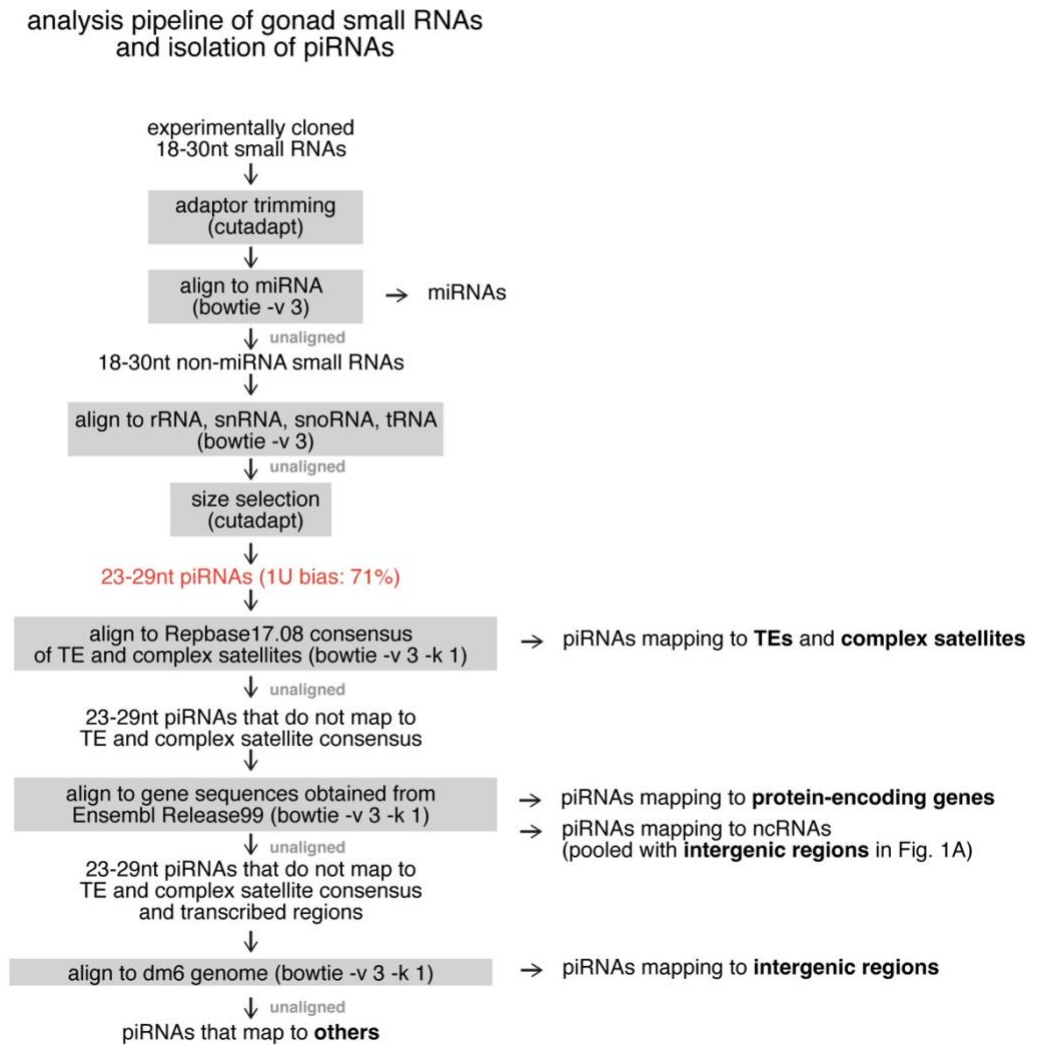 analysis pipeline of gonad small RNAs
and isolation of piRNAs
experimentally cloned
18-30nt small RNAs
adaptor trimming
(cutadapt)
align to miRNA
(bowtie -v 3)
miRNAs
unaligned
18-30nt non-miRNA small RNAs
align to rRNA, snRNA, snoRNA, tRNA
(bowtie -v 3)
unaligned
size selection
(cutadapt)
23-29nt piRNAs (1U bias: 71%)
align to Repbase17.08 consensus
of TE and complex satellites (bowtie -v 3 -k 1)
piRNAs mapping to TEs and complex satellites
unaligned
23-29nt piRNAs that do not map to
TE and complex satellite consensus
align to gene sequences obtained from
Ensembl Release99 (bowtie -v 3 -k 1)
piRNAs mapping to protein-encoding genes
piRNAs mapping to ncRNAs
(pooled with intergenic regions in Fig. 1A)
unaligned
23-29nt piRNAs that do not map to
TE and complex satellite consensus
and transcribed regions
align to dm6 genome (bowtie -v 3 -k 1)
piRNAs mapping to intergenic regions
unaligned
piRNAs that map to others